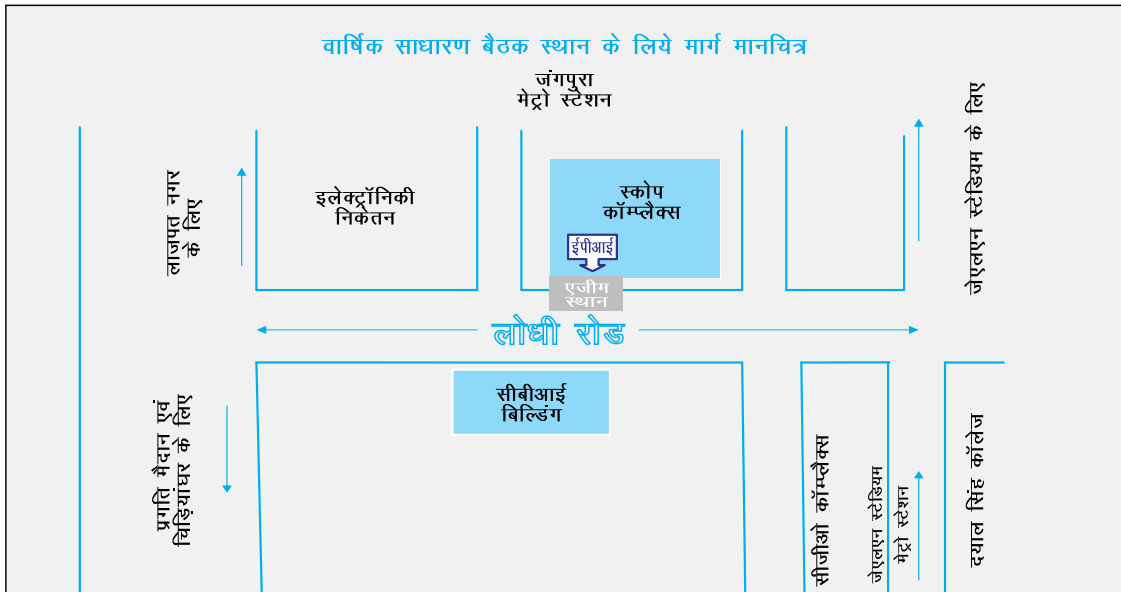 वार्षिक साधारण बैठक स्थान के लिये मार्ग मानचित्र
जंगपुरा
मेट्रो स्टेशन
लाजपत नगर
के लिए
इलेक्ट्रॉनिकी
निकेतन
स्कोप
कॉम्प्लैक्स
ईपीआई
एजीम
स्थान
जेएलएन स्टेडियम के लिए
लोधी रोड
प्रगति मैदान एवं
चिड़ियांघर के लिए
सीबीआई
बिल्डिंग
सीजीओ कॉम्प्लैक्स
जेएलएन स्टेडियम
मेट्रो स्टेशन
दयाल सिंह कॉलेज